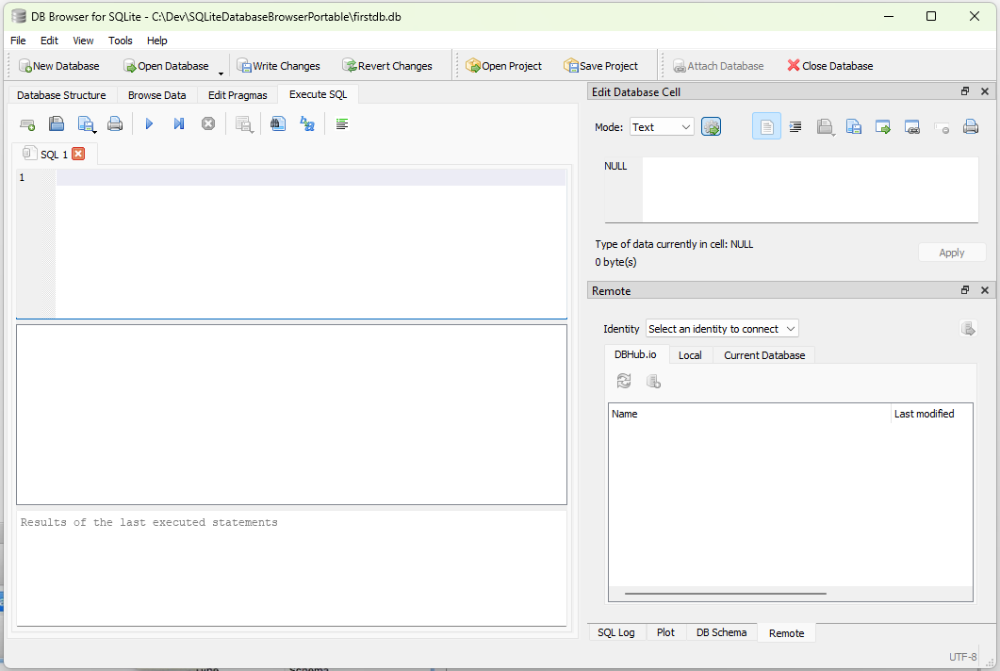 DB Browser for SQLite - C:\Dev\SQLiteDatabaseBrowserPortable\firstdb.db
File Edit View Tools Help
New Database Open Database Write Changes Revert Changes Open Project Save Project Attach Database Close Database
Database Structure Browse Data Edit Pragmas Execute SQL
SQL 1
1
Results of the last executed statements
Edit Database Cell
Mode: Text
NULL
Type of data currently in cell: NULL
0 byte(s)
Apply
Remote
Identity Select an identity to connect
DBHub.io Local Current Database
Name Last modified
SQL Log Plot DB Schema Remote
UTF-8